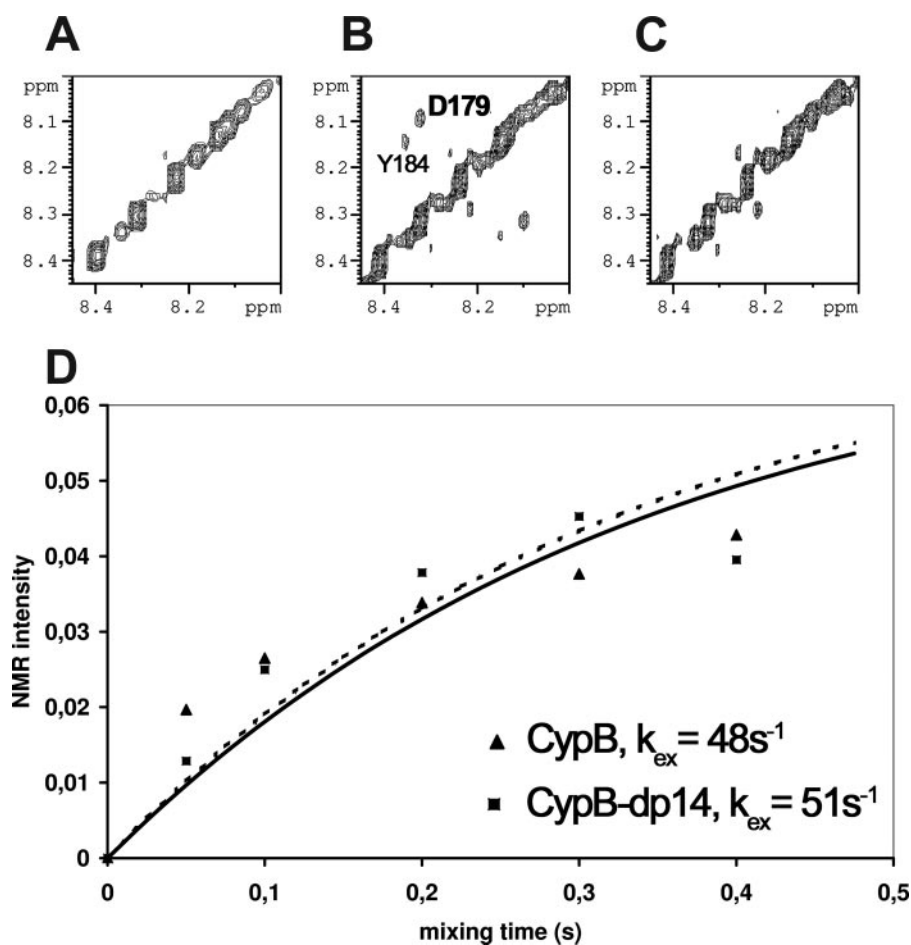 A B C
ppm
8.1
8.2
8.3
8.4
8.4 8.2 ppm
D179
Y184
ppm
8.1
8.2
8.3
8.4
8.4 8.2 ppm
ppm
8.1
8.2
8.3
8.4
8.4 8.2 ppm
D
NMR intensity
0,06
0,05
0,04
0,03
0,02
0,01
0
CypB, kex= 48s-1
CypB-dp14, kex= 51s-1
0 0,1 0,2 0,3 0,4 0,5
mixing time (s)